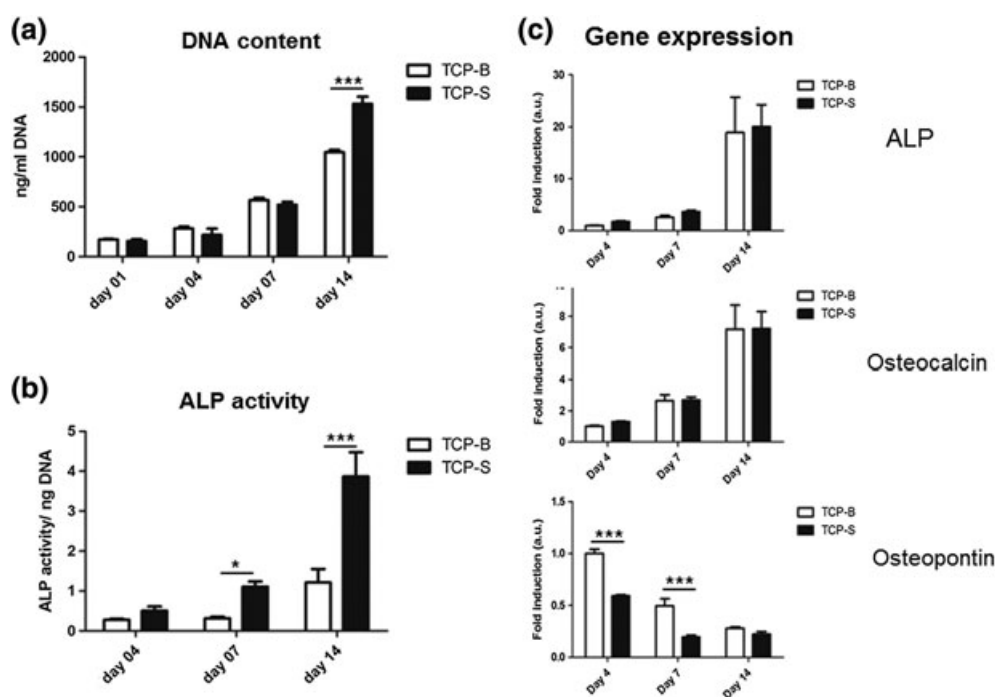 (a)
DNA content
ng/ml DNA
2000
1500
1000
500
0
***
TCP-B
TCP-S
day 01
day 04
day 07
day 14
(b)
ALP activity
ALP activity/ ng DNA
5
4
3
2
1
0
*
***
TCP-B
TCP-S
day 04
day 07
day 14
(c)
Gene expression
Fold induction (a.u.)
30
20
10
0
TCP-B
TCP-S
ALP
Day 4
Day 7
Day 14
Fold induction (a.u.)
8
6
4
2
0
TCP-B
TCP-S
Osteocalcin
Day 4
Day 7
Day 14
Fold induction (a.u.)
1.5
1.0
0.5
0.0
***
***
TCP-B
TCP-S
Osteopontin
Day 4
Day 7
Day 14